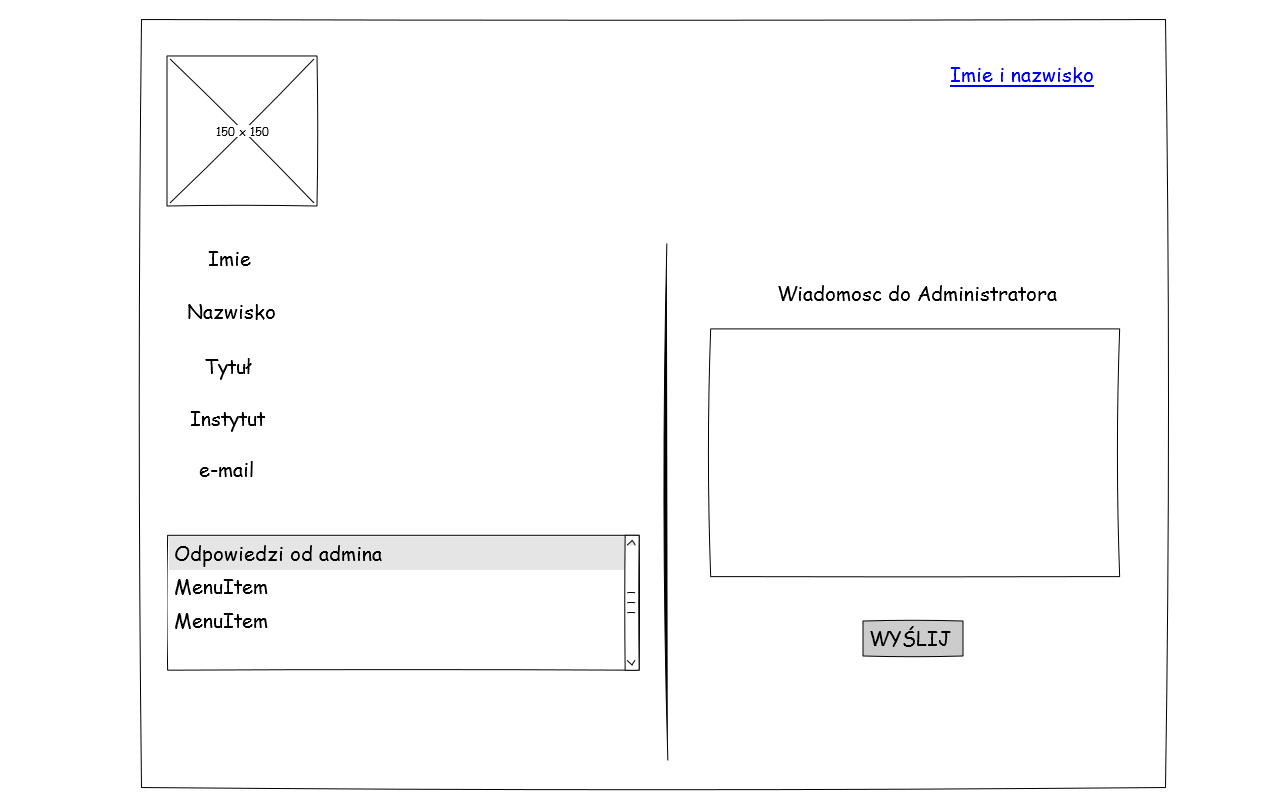 150 x 150
Imie i nazwisko
Imie
Nazwisko
Tytuł
Instytut
e-mail
Odpowiedzi od admina
MenuItem
MenuItem
Wiadomosc do Administratora
WYŚLIJ